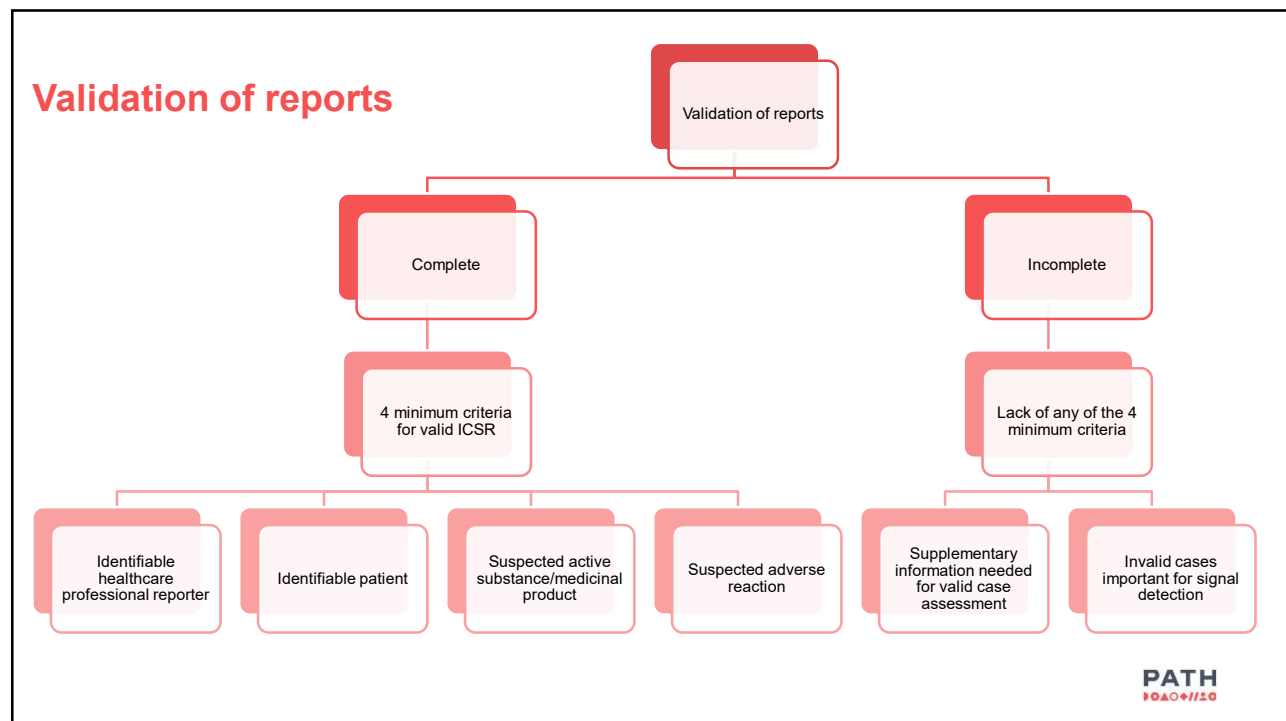 Validation of reports
Validation of reports
Complete
Incomplete
4 minimum criteria
for valid ICSR
Lack of any of the 4
minimum criteria
Identifiable
healthcare
professional reporter
Identifiable patient
Suspected active
substance/medicinal
product
Suspected adverse
reaction
Supplementary
information needed
for valid case
assessment
Invalid cases
important for signal
detection
PATH